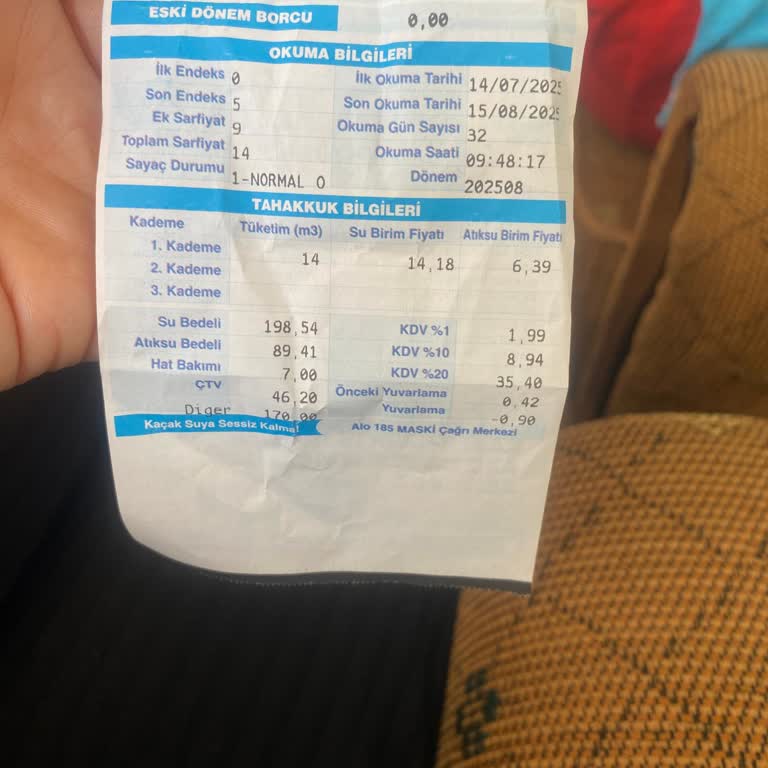 ESKİ DÖNEM BORCU 0,00
OKUMA BİLGİLERİ
İlk Endeks 0 İlk Okuma Tarihi 14/07/2025
Son Endeks 5 Son Okuma Tarihi 15/08/2025
Ek Sarfiyat 9 Okuma Gün Sayısı 32
Toplam Sarfiyat 14 Okuma Saati 09:48:17
Sayaç Durumu 1-NORMAL O Dönem 202508
TAHAKKUK BİLGİLERİ
Kademe Tüketim (m3) Su Birim Fiyatı Atıksu Birim Fiyatı
1. Kademe 14 14,18 6,39
2. Kademe
3. Kademe
Su Bedeli 198,54 KDV %1 1,99
Atıksu Bedeli 89,41 KDV %10 8,94
Hat Bakımı 7,00 KDV %20 35,40
ÇTV 46,20 Önceki Yuvarlama 0,42
Diger 170,00 Yuvarlama -0,90
Kaçak Suya Sessiz Kalma! Alo 185 MASKİ Çağrı Merkezi